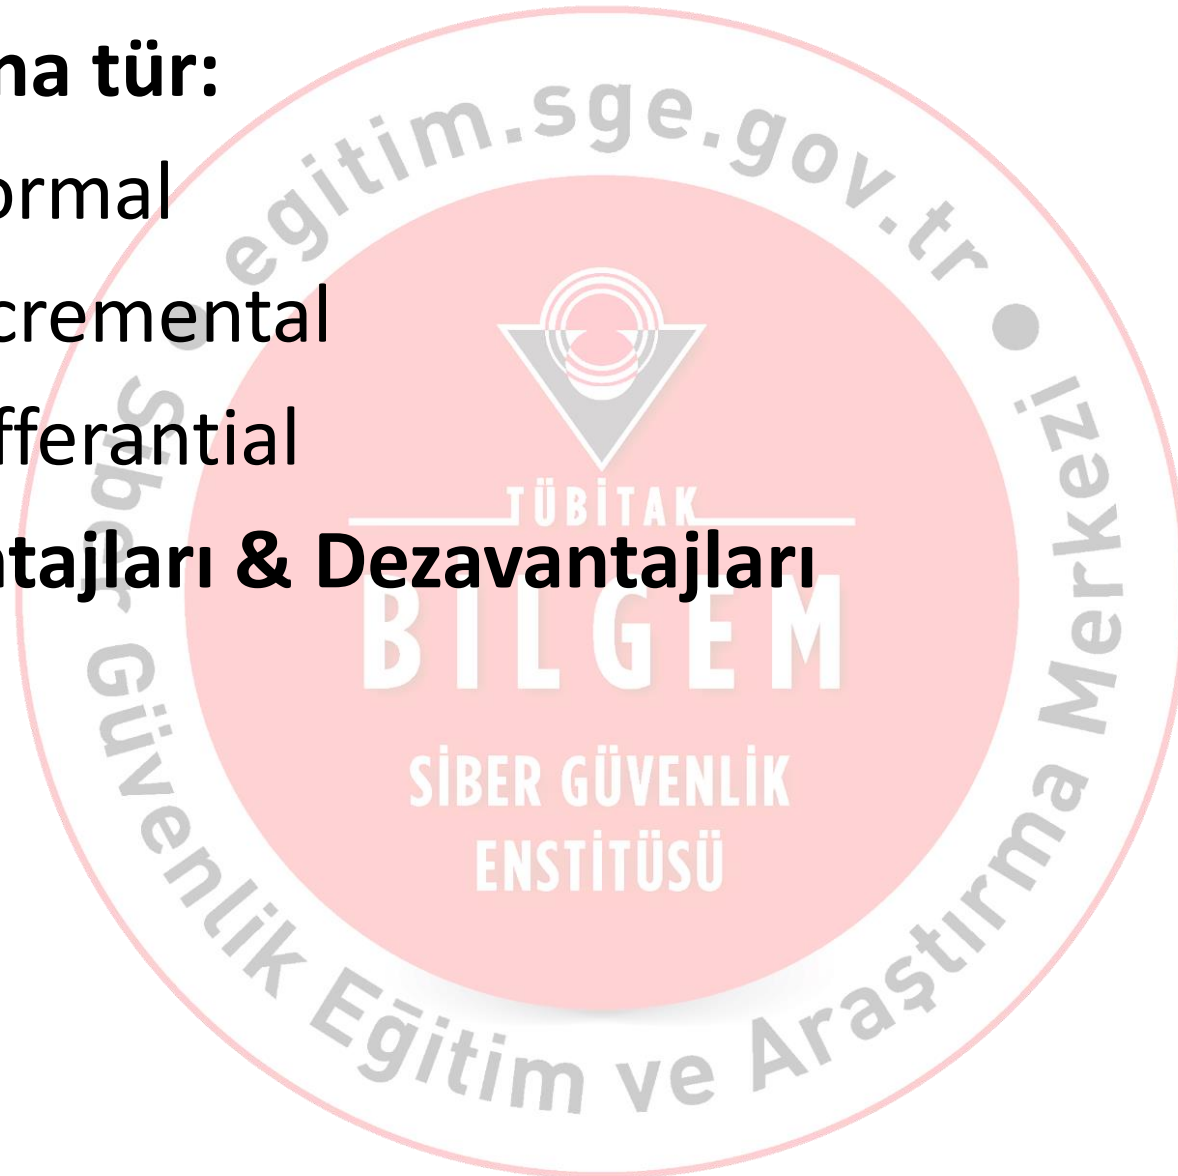 na tür:
ormal
cremental
fferantial
ntajları & Dezavantajları
egitim.sge.gov.tr
Siber Güvenlik Eğitim ve Araştırma Merkezi
TÜBİTAK
BİLGEM
SİBER GÜVENLİK
ENSTİTÜSÜ